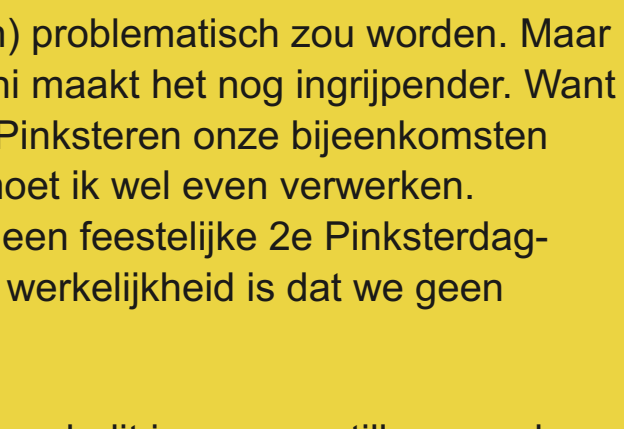 ) problematisch zou worden. Maar
maakt het nog ingrijpender. Want
Pinksteren onze bijeenkomsten
ik wel even verwerken.
een feestelijke 2e Pinksterdag-
werkelijkheid is dat we geen